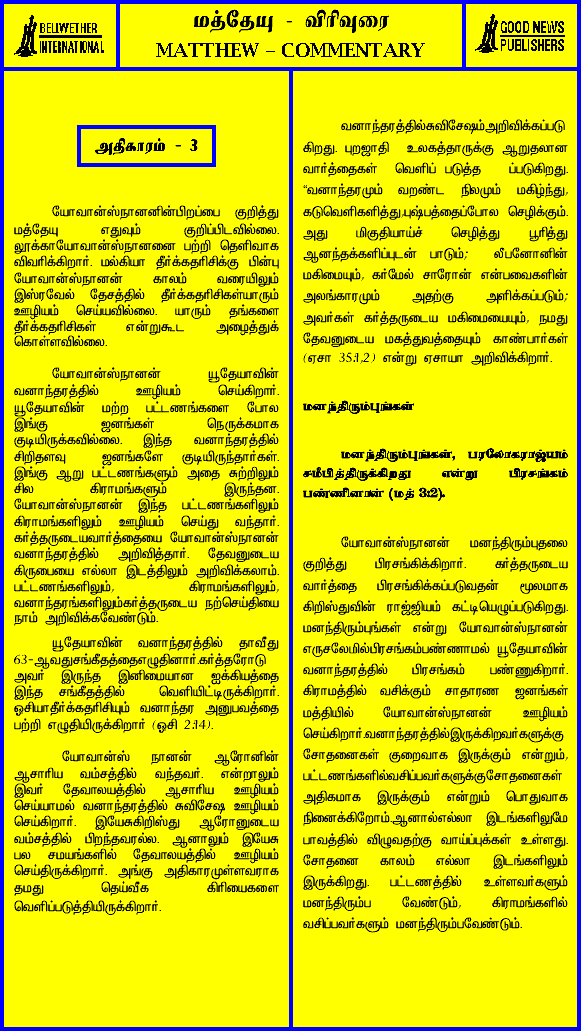 BELLWETHER
INTERNATIONAL
மத்தேயு - விரிவுரை
MATTHEW – COMMENTARY
GOOD NEWS
PUBLISHERS
அதிகாரம் - 3
யோவான்ஸ்நானனின்பிறப்பை குறித்து
மத்தேயு எதுவும் குறிப்பிடவில்லை.
லூக்காயோவான்ஸ்நானனை பற்றி தெளிவாக
விவரிக்கிறார். மல்கியா தீர்க்கதரிசிக்கு பின்பு
யோவான்ஸ்நானன் காலம் வரையிலும்
இஸ்ரவேல் தேசத்தில் தீர்க்கதரிசிகள்யாரும்
ஊழியம் செய்யவில்லை. யாரும் தங்களை
தீர்க்கதரிசிகள் என்றுகூட அழைத்துக்
கொள்ளவில்லை.
யோவான்ஸ்நானன் யூதேயாவின்
வனாந்தரத்தில் ஊழியம் செய்கிறார்.
யூதேயாவின் மற்ற பட்டணங்களை போல
இங்கு ஜனங்கள் நெருக்கமாக
குடியிருக்கவில்லை. இந்த வனாந்தரத்தில்
சிறிதளவு ஜனங்களே குடியிருந்தார்கள்.
இங்கு ஆறு பட்டணங்களும் அதை சுற்றிலும்
சில கிராமங்களும் இருந்தன.
யோவான்ஸ்நானன் இந்த பட்டணங்களிலும்
கிராமங்களிலும் ஊழியம் செய்து வந்தார்.
கர்த்தருடையவார்த்தையை யோவான்ஸ்நானன்
வனாந்தரத்தில் அறிவித்தார். தேவனுடைய
கிருபையை எல்லா இடத்திலும் அறிவிக்கலாம்.
பட்டணங்களிலும், கிராமங்களிலும்,
வனாந்தரங்களிலும்கர்த்தருடைய நற்செய்தியை
நாம் அறிவிக்கவேண்டும்.
யூதேயாவின் வனாந்தரத்தில் தாவீது
63-ஆவதுசங்கீதத்தைஎழுதினார்.கர்த்தரோடு
அவர் இருந்த இனிமையான ஐக்கியத்தை
இந்த சங்கீதத்தில் வெளியிட்டிருக்கிறார்.
ஓசியாதீர்க்கதரிசியும் வனாந்தர அனுபவத்தை
பற்றி எழுதியிருக்கிறார் (ஓசி 2:14).
யோவான்ஸ் நானன் ஆரோனின்
ஆசாரிய வம்சத்தில் வந்தவர். என்றாலும்
இவர் தேவாலயத்தில் ஆசாரிய ஊழியம்
செய்யாமல் வனாந்தரத்தில் சுவிசேஷ ஊழியம்
செய்கிறார். இயேசுகிறிஸ்து ஆரோனுடைய
வம்சத்தில் பிறந்தவரல்ல. ஆனாலும் இயேசு
பல சமயங்களில் தேவாலயத்தில் ஊழியம்
செய்திருக்கிறார். அங்கு அதிகாரமுள்ளவராக
தமது தெய்வீக கிரியைகளை
வெளிப்படுத்தியிருக்கிறார்.
வனாந்தரத்தில்சுவிசேஷம்அறிவிக்கப்படு
கிறது. புறஜாதி உலகத்தாருக்கு ஆறுதலான
வார்த்தைகள் வெளிப் படுத்த ப்படுகிறது.
“வனாந்தரமும் வறண்ட நிலமும் மகிழ்ந்து,
கடுவெளிகளித்து,புஷ்பத்தைப்போல செழிக்கும்.
அது மிகுதியாய்ச் செழித்து பூரித்து
ஆனந்தக்களிப்புடன் பாடும்; லீபனோனின்
மகிமையும், கர்மேல் சாரோன் என்பவைகளின்
அலங்காரமும் அதற்கு அளிக்கப்படும்;
அவர்கள் கர்த்தருடைய மகிமையையும், நமது
தேவனுடைய மகத்துவத்தையும் காண்பார்கள்
(ஏசா 35:1,2) என்று ஏசாயா அறிவிக்கிறார்.
மனந்திரும்புங்கள்
மனந்திரும்புங்கள், பரலோகராஜ்யம்
சமீபித்திருக்கிறது என்று பிரசங்கம்
பண்ணினான் (மத் 3:2).
யோவான்ஸ்நானன் மனந்திரும்புதலை
குறித்து பிரசங்கிக்கிறார். கர்த்தருடைய
வார்த்தை பிரசங்கிக்கப்படுவதன் மூலமாக
கிறிஸ்துவின் ராஜ்ஜியம் கட்டியெழுப்படுகிறது.
மனந்திரும்புங்கள் என்று யோவான்ஸ்நானன்
எருசலேமில்பிரசங்கம்பண்ணாமல் யூதேயாவின்
வனாந்தரத்தில் பிரசங்கம் பண்ணுகிறார்.
கிராமத்தில் வசிக்கும் சாதாரண ஜனங்கள்
மத்தியில் யோவான்ஸ்நானன் ஊழியம்
செய்கிறார்.வனாந்தரத்தில்இருக்கிறவர்களுக்கு
சோதனைகள் குறைவாக இருக்கும் என்றும்,
பட்டணங்களில்வசிப்பவர்களுக்குசோதனைகள்
அதிகமாக இருக்கும் என்றும் பொதுவாக
நினைக்கிறோம்.ஆனால்எல்லா இடங்களிலுமே
பாவத்தில் விழுவதற்கு வாய்ப்புக்கள் உள்ளது.
சோதனை காலம் எல்லா இடங்களிலும்
இருக்கிறது. பட்டணத்தில் உள்ளவர்களும்
மனந்திரும்ப வேண்டும், கிராமங்களில்
வசிப்பவர்களும் மனந்திரும்பவேண்டும்.